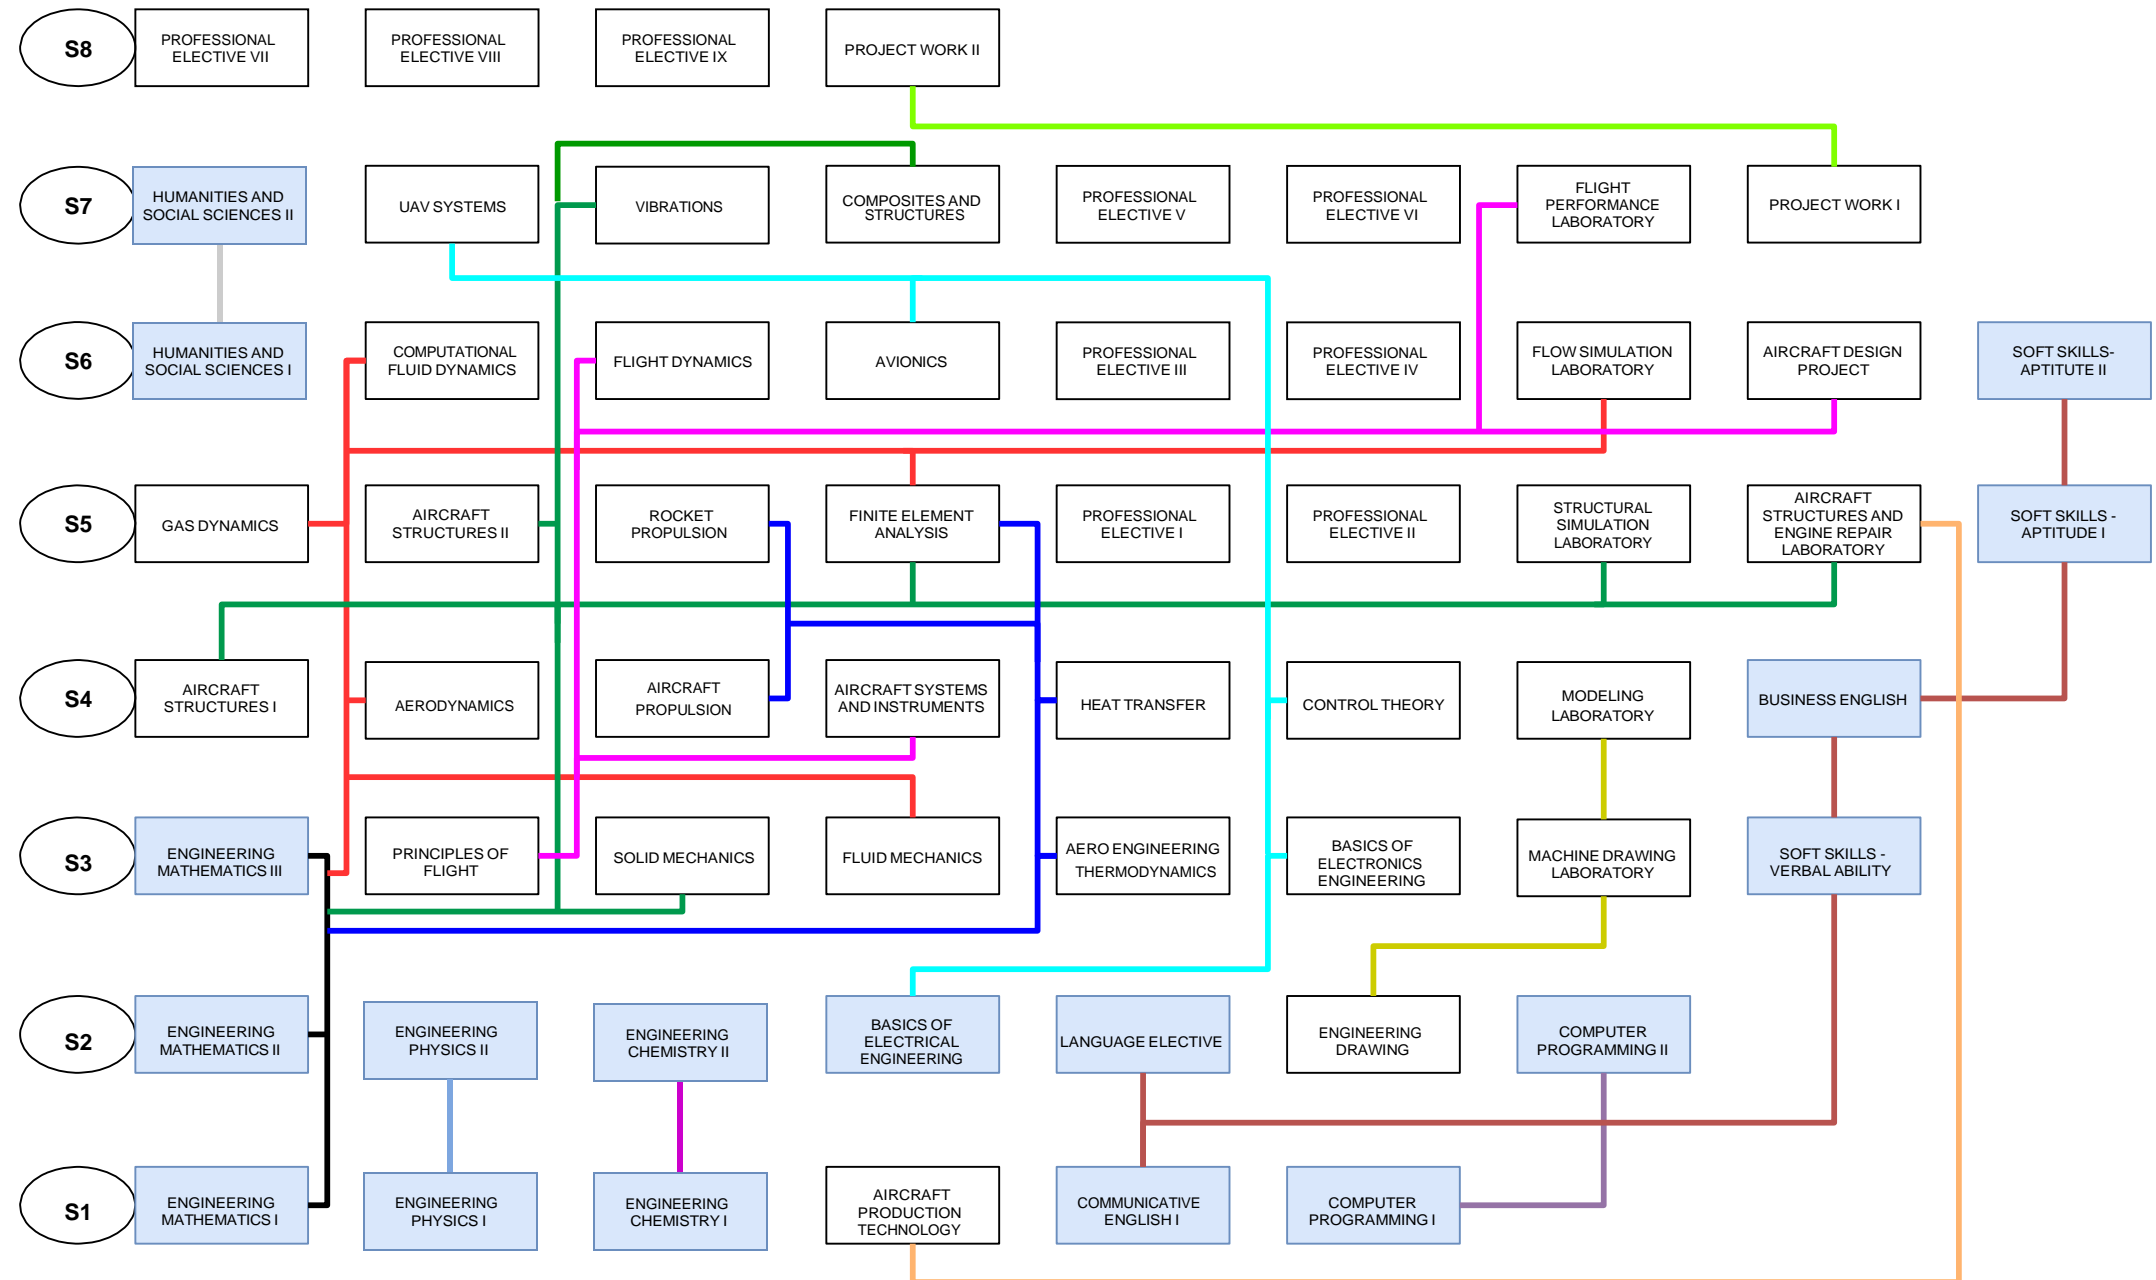 S8
PROFESSIONAL
ELECTIVE VII
PROFESSIONAL
ELECTIVE VIII
PROFESSIONAL
ELECTIVE IX
PROJECT WORK II
S7
HUMANITIES AND
SOCIAL SCIENCES II
UAV SYSTEMS
VIBRATIONS
COMPOSITES AND
STRUCTURES
PROFESSIONAL
ELECTIVE V
PROFESSIONAL
ELECTIVE VI
FLIGHT
PERFORMANCE
LABORATORY
PROJECT WORK I
S6
HUMANITIES AND
SOCIAL SCIENCES I
COMPUTATIONAL
FLUID DYNAMICS
FLIGHT DYNAMICS
AVIONICS
PROFESSIONAL
ELECTIVE III
PROFESSIONAL
ELECTIVE IV
FLOW SIMULATION
LABORATORY
AIRCRAFT DESIGN
PROJECT
SOFT SKILLS-
APTITUTE II
S5
GAS DYNAMICS
AIRCRAFT
STRUCTURES II
ROCKET
PROPULSION
FINITE ELEMENT
ANALYSIS
PROFESSIONAL
ELECTIVE I
PROFESSIONAL
ELECTIVE II
STRUCTURAL
SIMULATION
LABORATORY
AIRCRAFT
STRUCTURES AND
ENGINE REPAIR
LABORATORY
SOFT SKILLS -
APTITUDE I
S4
AIRCRAFT
STRUCTURES I
AERODYNAMICS
AIRCRAFT
PROPULSION
AIRCRAFT SYSTEMS
AND INSTRUMENTS
HEAT TRANSFER
CONTROL THEORY
MODELING
LABORATORY
BUSINESS ENGLISH
S3
ENGINEERING
MATHEMATICS III
PRINCIPLES OF
FLIGHT
SOLID MECHANICS
FLUID MECHANICS
AERO ENGINEERING
THERMODYNAMICS
BASICS OF
ELECTRONICS
ENGINEERING
MACHINE DRAWING
LABORATORY
SOFT SKILLS -
VERBAL ABILITY
S2
ENGINEERING
MATHEMATICS II
ENGINEERING
PHYSICS II
ENGINEERING
CHEMISTRY II
BASICS OF
ELECTRICAL
ENGINEERING
LANGUAGE ELECTIVE
ENGINEERING
DRAWING
COMPUTER
PROGRAMMING II
S1
ENGINEERING
MATHEMATICS I
ENGINEERING
PHYSICS I
ENGINEERING
CHEMISTRY I
AIRCRAFT
PRODUCTION
TECHNOLOGY
COMMUNICATIVE
ENGLISH I
COMPUTER
PROGRAMMING I